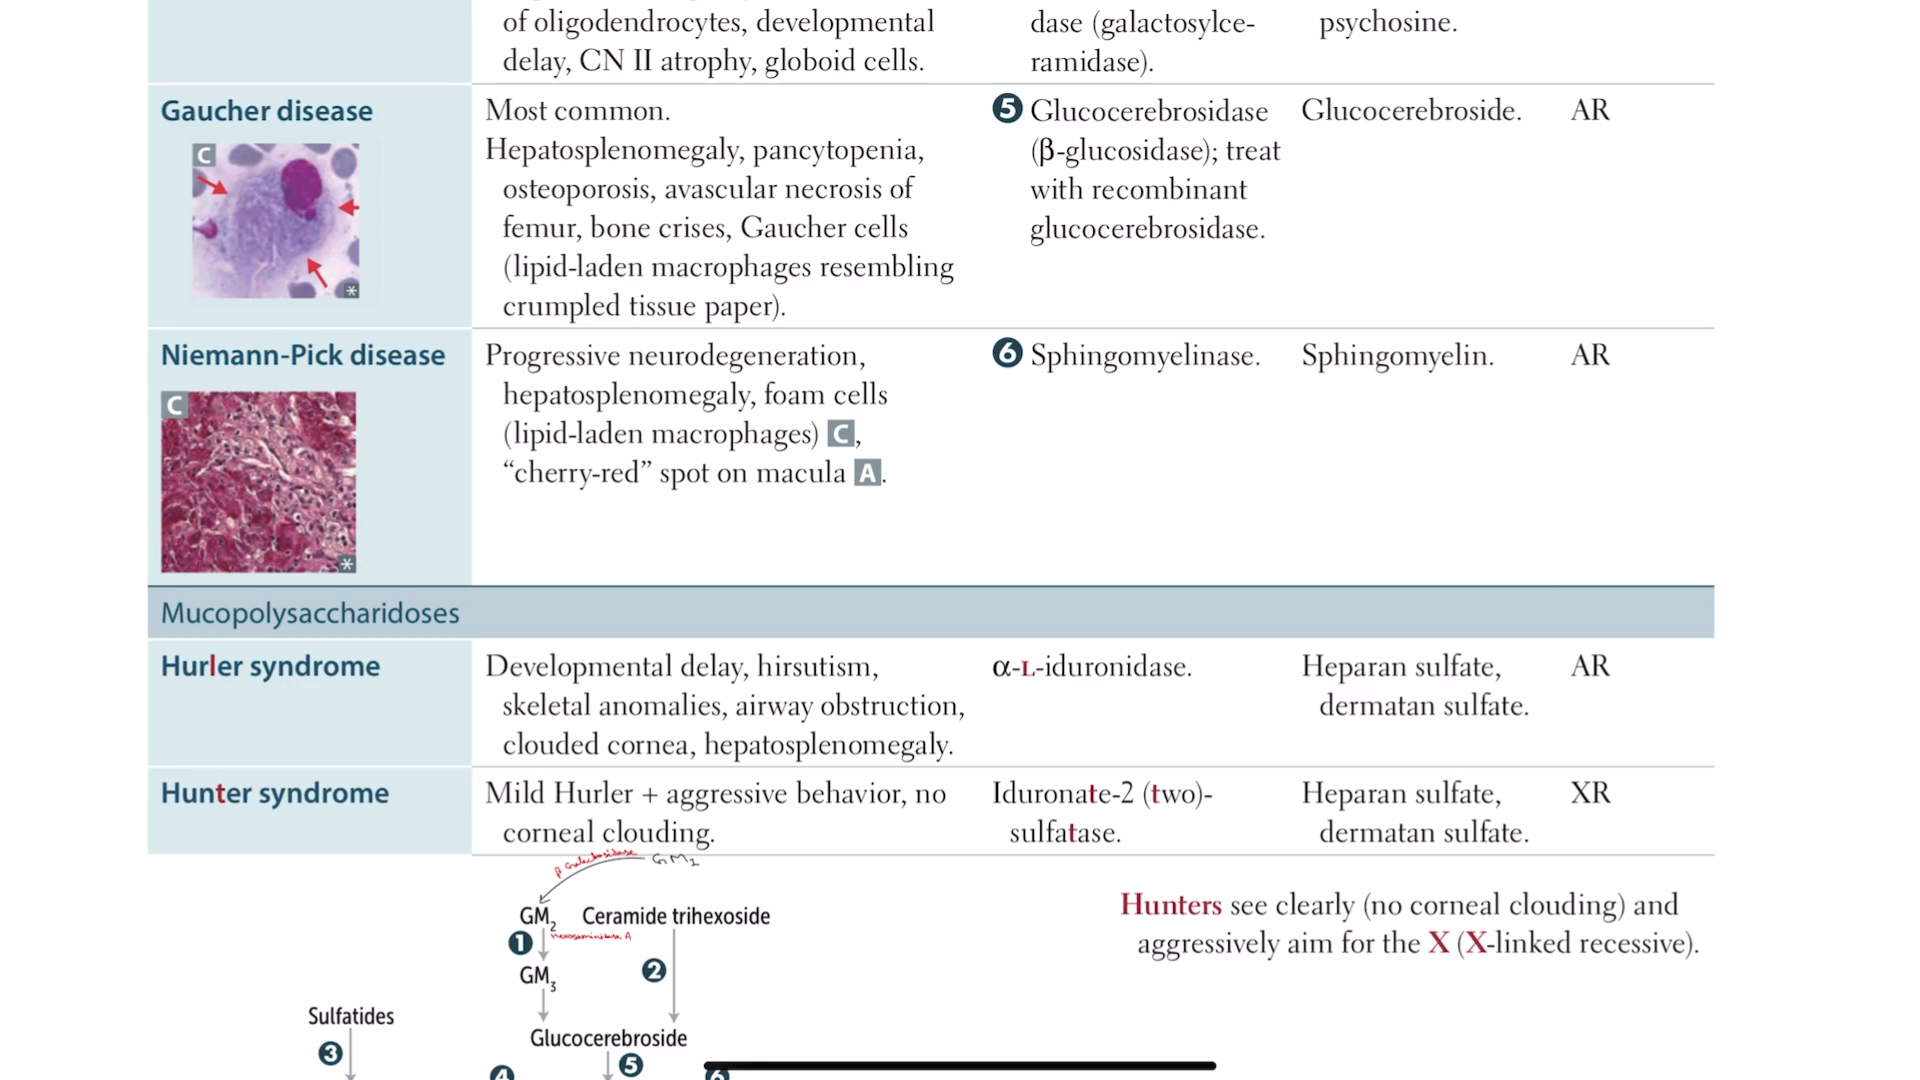 of oligodendrocytes, developmental
delay, CN II atrophy, globoid cells.
dase (galactosylce-
ramidase).
psychosine.
Gaucher disease
C
*
Most common.
Hepatosplenomegaly, pancytopenia,
osteoporosis, avascular necrosis of
femur, bone crises, Gaucher cells
(lipid-laden macrophages resembling
crumpled tissue paper).
5 Glucocerebrosidase
(β-glucosidase); treat
with recombinant
glucocerebrosidase.
Glucocerebroside.
AR
Niemann-Pick disease
C
*
Progressive neurodegeneration,
hepatosplenomegaly, foam cells
(lipid-laden macrophages) C,
“cherry-red” spot on macula A.
6 Sphingomyelinase.
Sphingomyelin.
AR
Mucopolysaccharidoses
Hurler syndrome
Developmental delay, hirsutism,
skeletal anomalies, airway obstruction,
clouded cornea, hepatosplenomegaly.
α-L-iduronidase.
Heparan sulfate,
dermatan sulfate.
AR
Hunter syndrome
Mild Hurler + aggressive behavior, no
corneal clouding.
Iduronate-2 (two)-
sulfatase.
Heparan sulfate,
dermatan sulfate.
XR
β Galactosidase
GM1
GM2
Ceramide trihexoside
1
hexosaminidase A
2
GM3
Sulfatides
3
Glucocerebroside
5
4
6
Hunters see clearly (no corneal clouding) and
aggressively aim for the X (X-linked recessive).